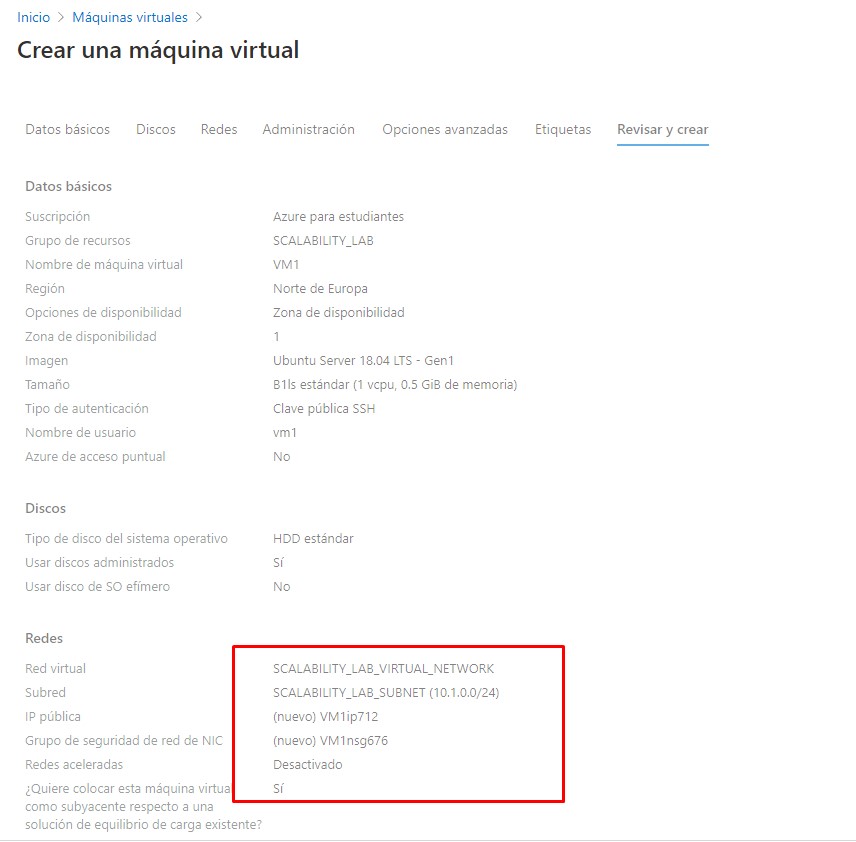 Inicio > Máquinas virtuales >
Crear una máquina virtual
Datos básicos Discos Redes Administración Opciones avanzadas Etiquetas Revisar y crear
Datos básicos
Suscripción Azure para estudiantes
Grupo de recursos SCALABILITY_LAB
Nombre de máquina virtual VM1
Región Norte de Europa
Opciones de disponibilidad Zona de disponibilidad
Zona de disponibilidad 1
Imagen Ubuntu Server 18.04 LTS - Gen1
Tamaño B1ls estándar (1 vcpu, 0.5 GiB de memoria)
Tipo de autenticación Clave pública SSH
Nombre de usuario vm1
Azure de acceso puntual No
Discos
Tipo de disco del sistema operativo HDD estándar
Usar discos administrados Sí
Usar disco de SO efímero No
Redes
Red virtual SCALABILITY_LAB_VIRTUAL_NETWORK
Subred SCALABILITY_LAB_SUBNET (10.1.0.0/24)
IP pública (nuevo) VM1ip712
Grupo de seguridad de red de NIC (nuevo) VM1nsg676
Redes aceleradas Desactivado
¿Quiere colocar esta máquina virtua Sí
como subyacente respecto a una
solución de equilibrio de carga existente?